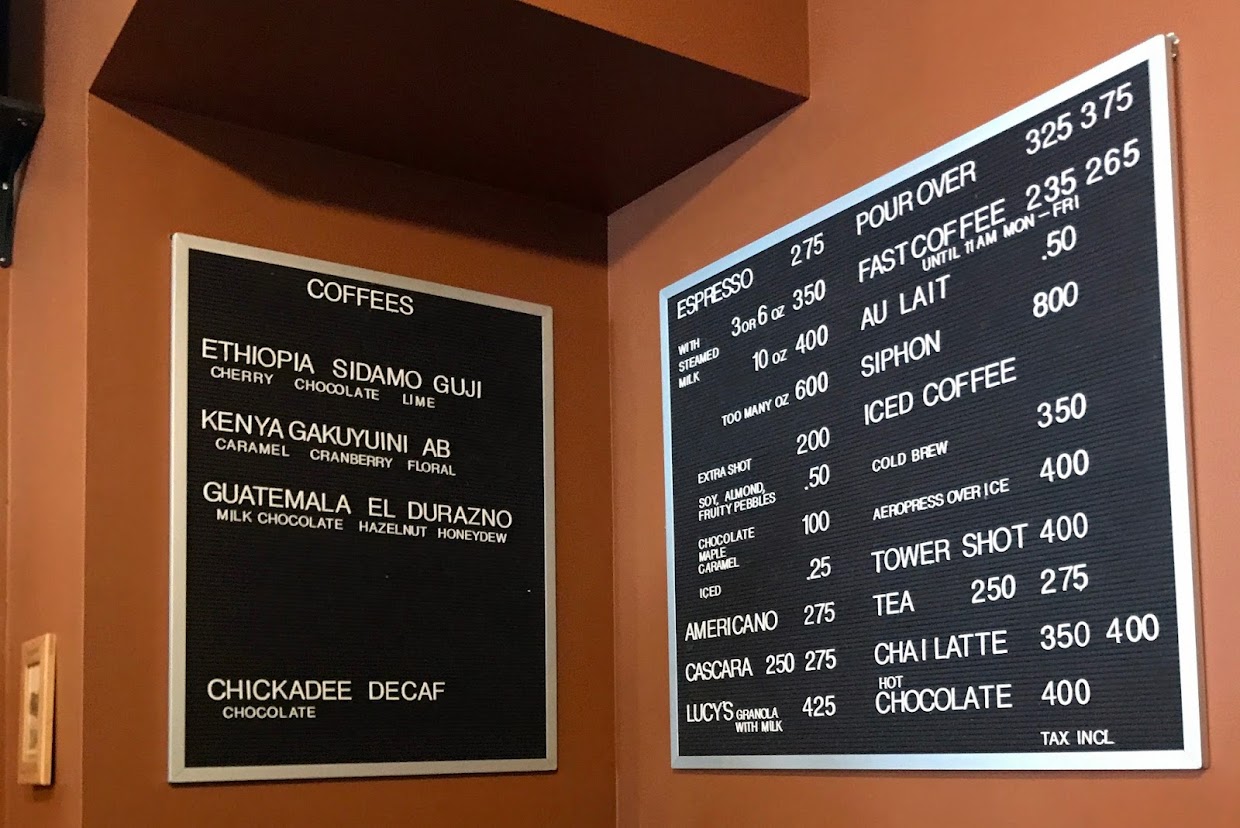 COFFEES
ETHIOPIA SIDAMO GUJI
CHERRY CHOCOLATE LIME
KENYA GAKUYUINI AB
CARAMEL CRANBERRY FLORAL
GUATEMALA EL DURAZNO
MILK CHOCOLATE HAZELNUT HONEYDEW
CHICKADEE DECAF
CHOCOLATE
ESPRESSO 275
WITH
STEAMED
MILK
3 OR 6 OZ 350
10 OZ 400
TOO MANY OZ 600
EXTRA SHOT 200
SOY, ALMOND,
FRUITY PEBBLES .50
CHOCOLATE
MAPLE
CARAMEL
100
ICED .25
AMERICANO 275
CASCARA 250 275
LUCY'S GRANOLA
WITH MILK
425
POUR OVER 325 375
FAST COFFEE 235 265
UNTIL 11 AM MON - FRI
AU LAIT .50
SIPHON 800
ICED COFFEE
COLD BREW 350
AEROPRESS OVER ICE 400
TOWER SHOT 400
TEA 250 275
CHAI LATTE 350 400
HOT
CHOCOLATE 400
TAX INCL